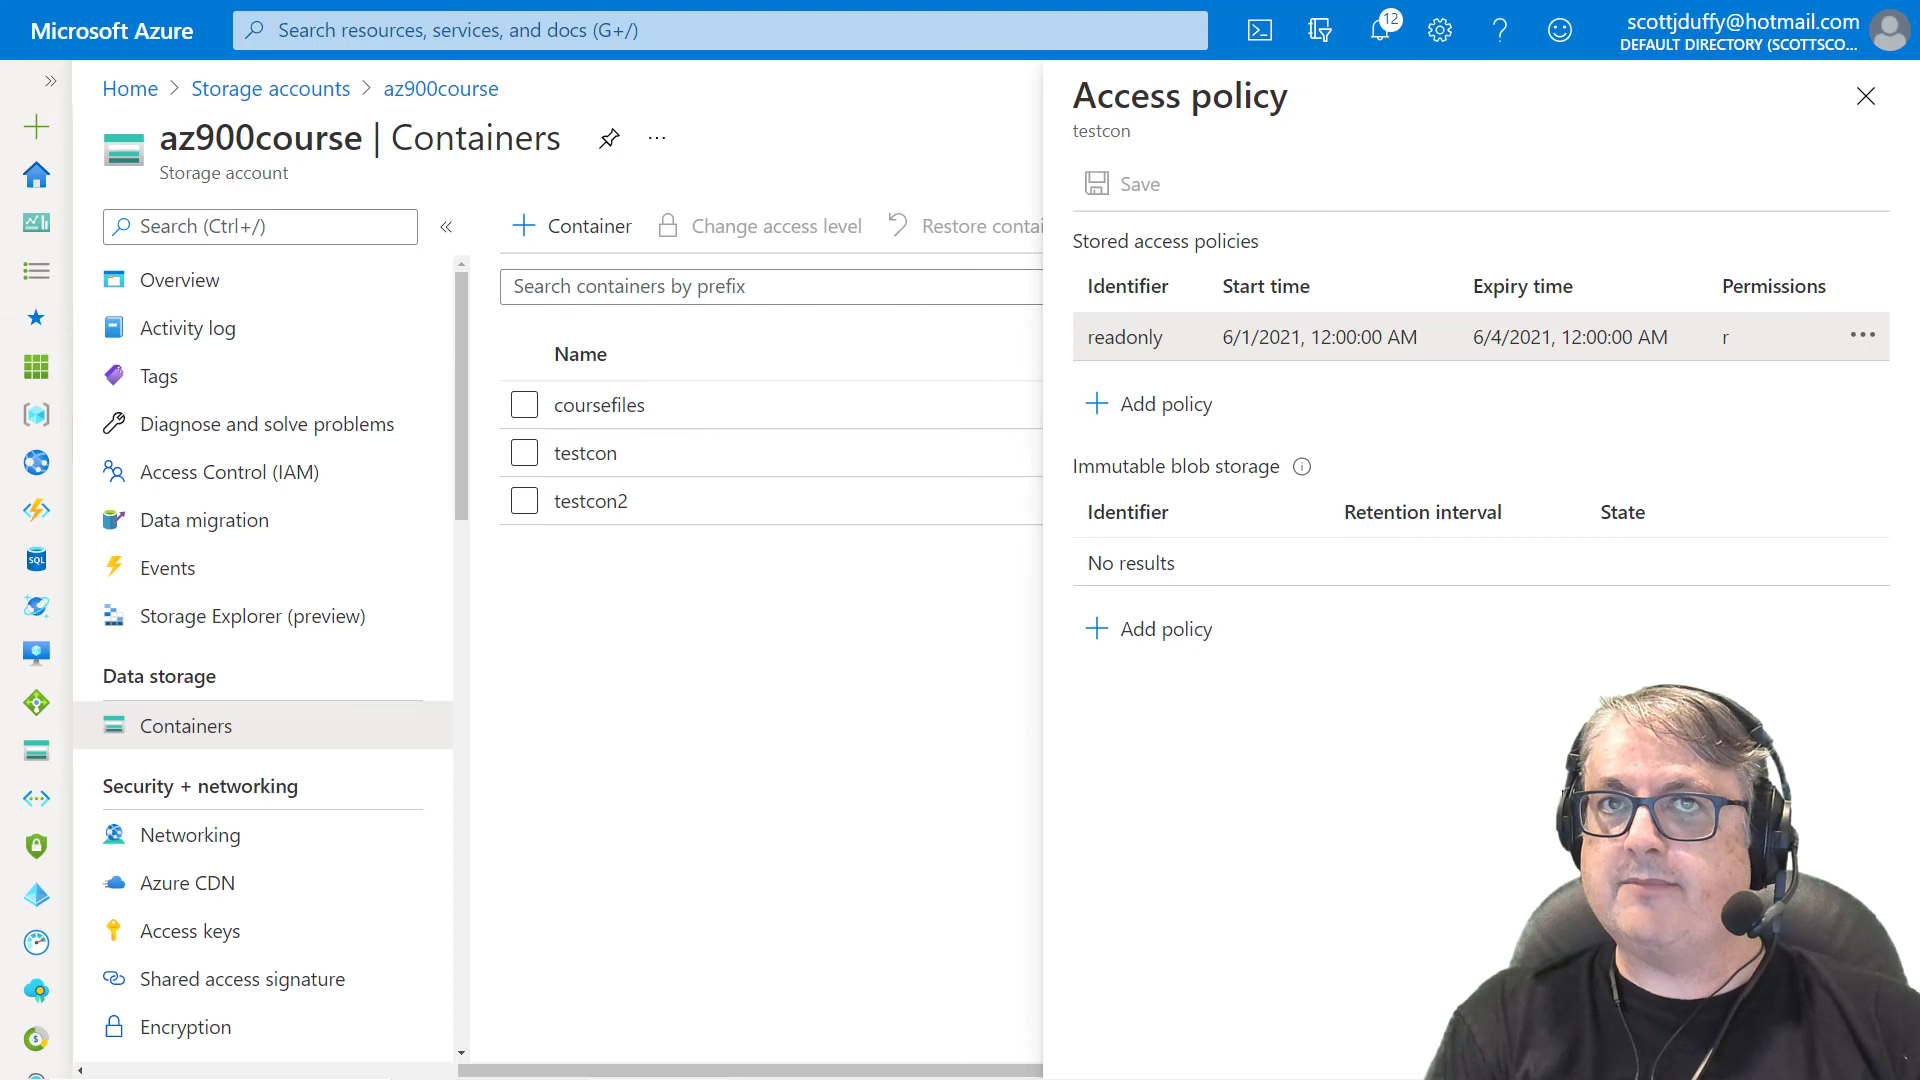 Microsoft Azure
Search resources, services, and docs (G+/)
12
scottjduffy@hotmail.com
DEFAULT DIRECTORY (SCOTTSCO...
Home > Storage accounts > az900course
az900course | Containers
...
Storage account
Search (Ctrl+/)
Overview
Activity log
Tags
Diagnose and solve problems
Access Control (IAM)
Data migration
Events
Storage Explorer (preview)
Data storage
Containers
Security + networking
Networking
Azure CDN
Access keys
Shared access signature
Encryption
Container
Change access level
Restore contai
Search containers by prefix
Name
coursefiles
testcon
testcon2
Access policy
testcon
Save
Stored access policies
Identifier Start time Expiry time Permissions
readonly 6/1/2021, 12:00:00 AM 6/4/2021, 12:00:00 AM r ...
Add policy
Immutable blob storage
Identifier Retention interval State
No results
Add policy
SQL